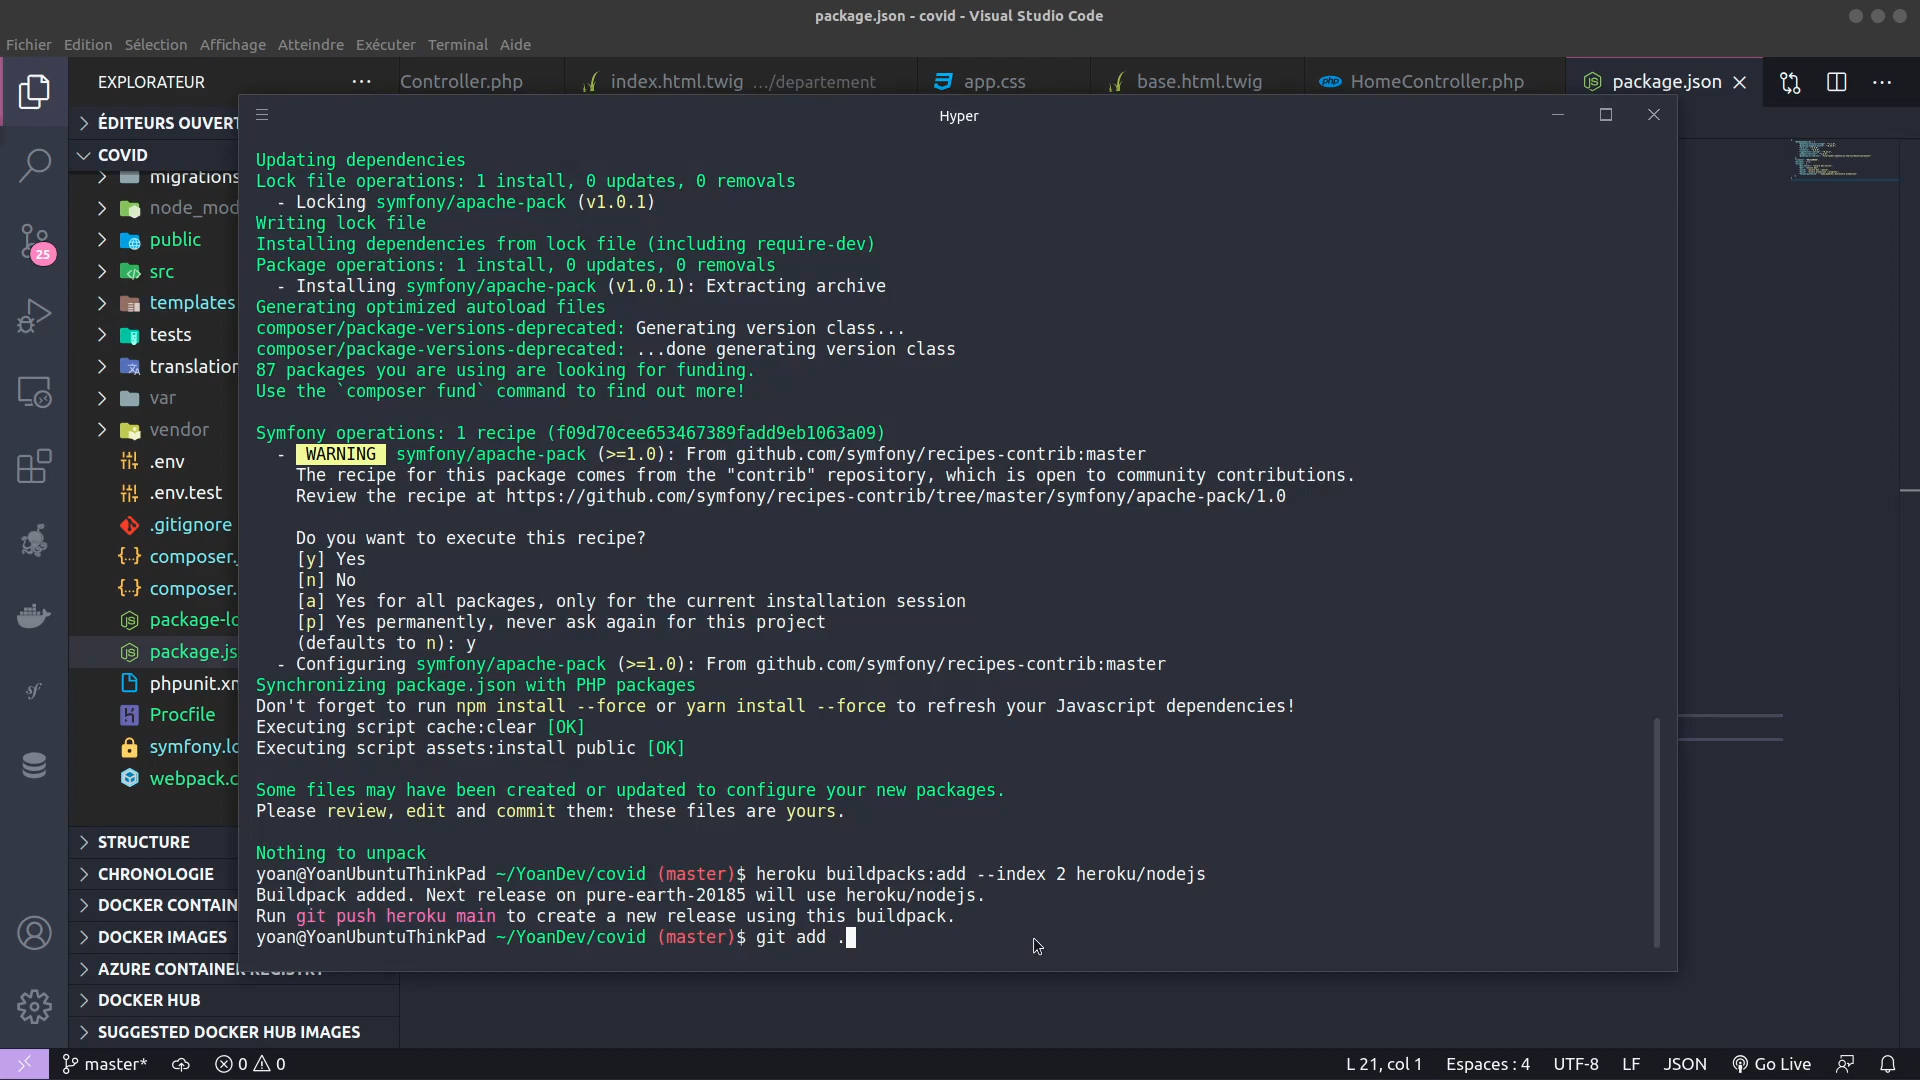 package.json - covid - Visual Studio Code
Fichier Edition Sélection Affichage Atteindre Exécuter Terminal Aide
EXPLORATEUR
Controller.php index.html.twig .../departement app.css base.html.twig HomeController.php package.json
ÉDITEURS OUVERT
COVID
migrations
node_mod
public
src
templates
tests
translation
var
vendor
.env
.env.test
.gitignore
composer.
composer.
package-lo
package.js
phpunit.xm
Procfile
symfony.lo
webpack.c
STRUCTURE
CHRONOLOGIE
DOCKER CONTAIN
DOCKER IMAGES
AZURE CONTAINER REGISTRY
DOCKER HUB
SUGGESTED DOCKER HUB IMAGES
25
Hyper
Updating dependencies
Lock file operations: 1 install, 0 updates, 0 removals
- Locking symfony/apache-pack (v1.0.1)
Writing lock file
Installing dependencies from lock file (including require-dev)
Package operations: 1 install, 0 updates, 0 removals
- Installing symfony/apache-pack (v1.0.1): Extracting archive
Generating optimized autoload files
composer/package-versions-deprecated: Generating version class...
composer/package-versions-deprecated: ...done generating version class
87 packages you are using are looking for funding.
Use the `composer fund` command to find out more!
Symfony operations: 1 recipe (f09d70cee653467389fadd9eb1063a09)
- WARNING symfony/apache-pack (>=1.0): From github.com/symfony/recipes-contrib:master
The recipe for this package comes from the "contrib" repository, which is open to community contributions.
Review the recipe at https://github.com/symfony/recipes-contrib/tree/master/symfony/apache-pack/1.0
Do you want to execute this recipe?
[y] Yes
[n] No
[a] Yes for all packages, only for the current installation session
[p] Yes permanently, never ask again for this project
(defaults to n): y
- Configuring symfony/apache-pack (>=1.0): From github.com/symfony/recipes-contrib:master
Synchronizing package.json with PHP packages
Don't forget to run npm install --force or yarn install --force to refresh your Javascript dependencies!
Executing script cache:clear [OK]
Executing script assets:install public [OK]
Some files may have been created or updated to configure your new packages.
Please review, edit and commit them: these files are yours.
Nothing to unpack
yoan@YoanUbuntuThinkPad ~/YoanDev/covid (master)$ heroku buildpacks:add --index 2 heroku/nodejs
Buildpack added. Next release on pure-earth-20185 will use heroku/nodejs.
Run git push heroku main to create a new release using this buildpack.
yoan@YoanUbuntuThinkPad ~/YoanDev/covid (master)$ git add .
master* 0 0 L 21, col 1 Espaces : 4 UTF-8 LF JSON Go Live